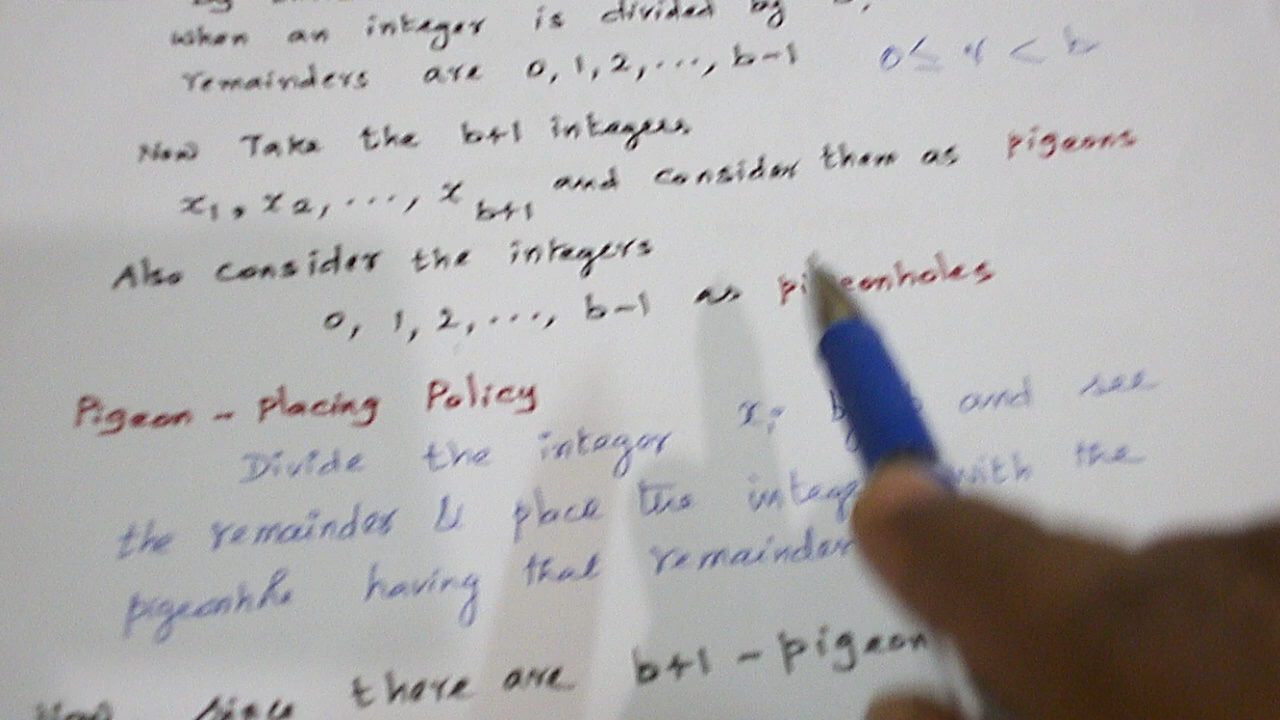 when an integer is divided by
remainders are 0, 1, 2, ..., b-1 0 ≤ r < b
Now Take the b+1 integers
x₁, x₂, ..., x b+1 and consider them as pigeons
Also consider the integers
0, 1, 2, ..., b-1 as pigeonholes
Pigeon - Placing Policy
Divide the integer xᵢ and see
the remainder & place the with the
having that remainder
there are b+1 - pigeon